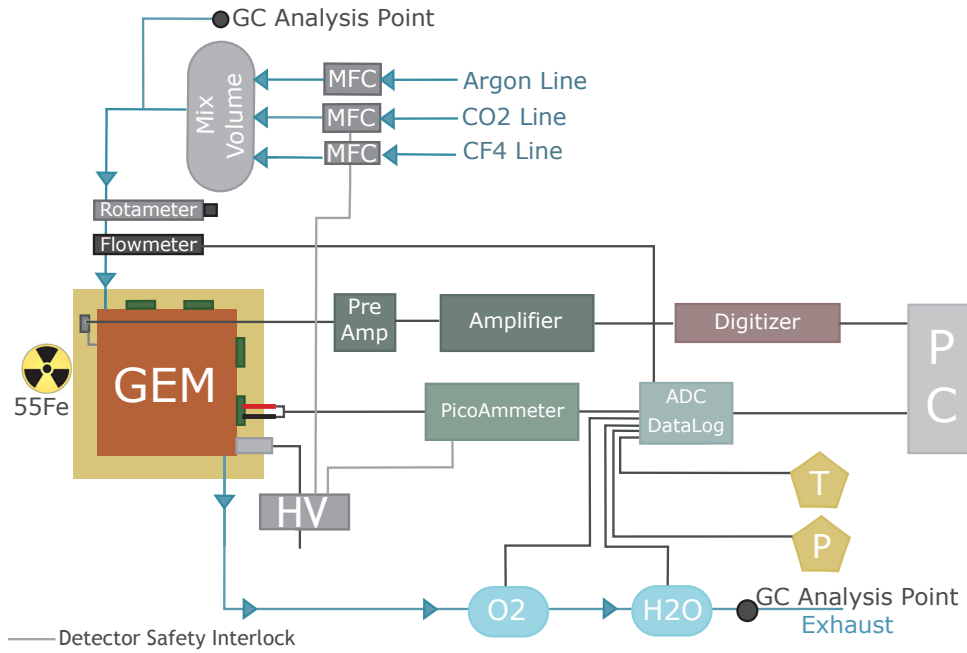 GC Analysis Point
Mix
Volume
MFC
Argon Line
MFC
CO2 Line
MFC
CF4 Line
Rotameter
Flowmeter
Pre
Amp
Amplifier
Digitizer
P
C
GEM
55Fe
PicoAmmeter
ADC
DataLog
T
HV
P
O2
H2O
GC Analysis Point
Exhaust
Detector Safety Interlock